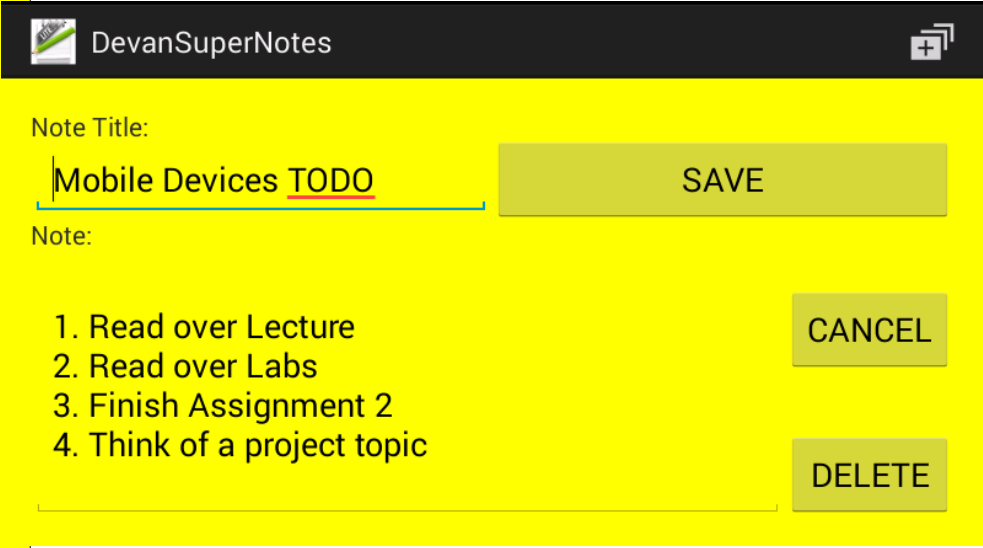 DevanSuperNotes
Note Title:
Mobile Devices TODO
SAVE
Note:
1. Read over Lecture
2. Read over Labs
3. Finish Assignment 2
4. Think of a project topic
CANCEL
DELETE